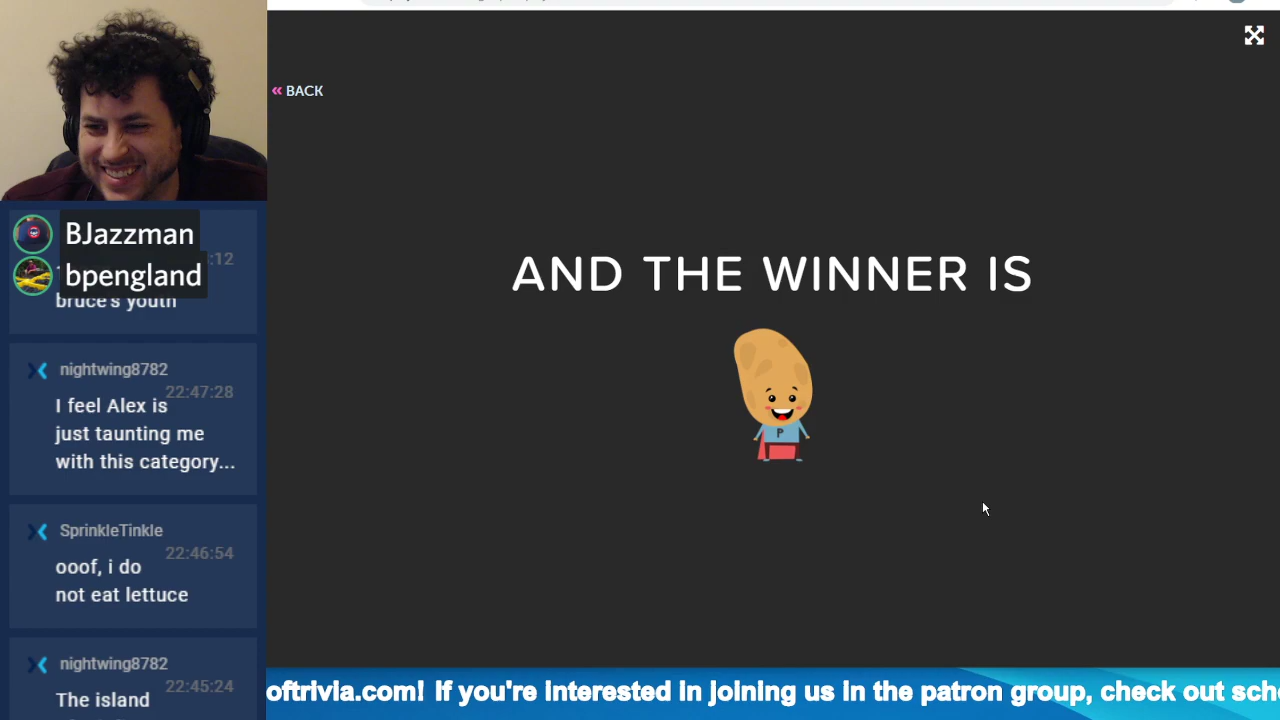 « BACK
AND THE WINNER IS
P
BJazzman
:12
bpengland
bruce's youth
nightwing8782
22:47:28
I feel Alex is
just taunting me
with this category...
SprinkleTinkle
22:46:54
ooof, i do
not eat lettuce
nightwing8782
22:45:24
The island
oftrivia.com! If you're interested in joining us in the patron group, check out sche